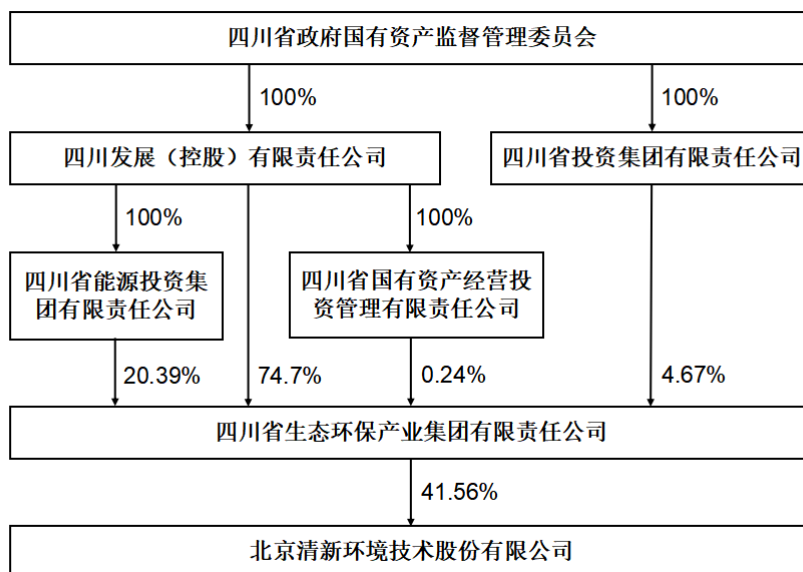 四川省政府国有资产监督管理委员会
100%
100%
四川发展（控股）有限责任公司
四川省投资集团有限责任公司
100%
100%
四川省能源投资集
团有限责任公司
四川省国有资产经营投
资管理有限责任公司
20.39%
74.7%
0.24%
4.67%
四川省生态环保产业集团有限责任公司
41.56%
北京清新环境技术股份有限公司